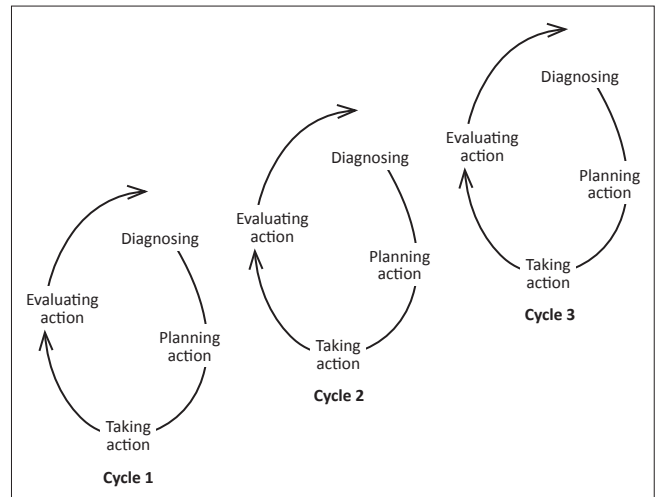 Diagnosing
Planning
action
Taking
action
Evaluating
action
Cycle 1
Diagnosing
Planning
action
Taking
action
Evaluating
action
Cycle 2
Diagnosing
Planning
action
Taking
action
Evaluating
action
Cycle 3